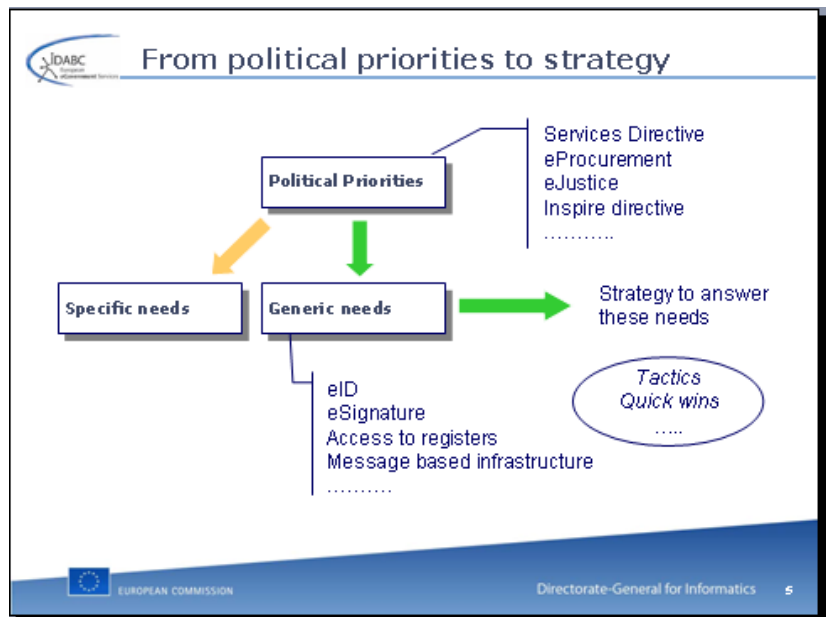 iDABC
European
eGovernment Services
From political priorities to strategy
Services Directive
eProcurement
eJustice
Inspire directive
...........
Political Priorities
Specific needs
Generic needs
Strategy to answer
these needs
eID
eSignature
Access to registers
Message based infrastructure
..........
Tactics
Quick wins
.....
EUROPEAN COMMISSION
Directorate-General for Informatics
5